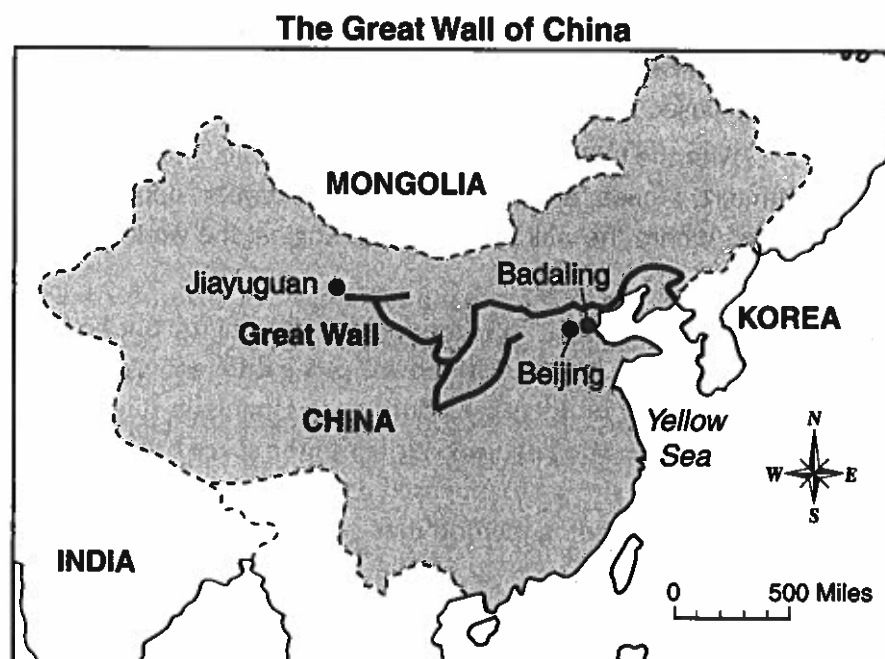 The Great Wall of China
MONGOLIA
Badaling
Jiayuguan
KOREA
Great Wall
Beijing
CHINA
Yellow
Sea
N
W E
S
INDIA
0 500 Miles